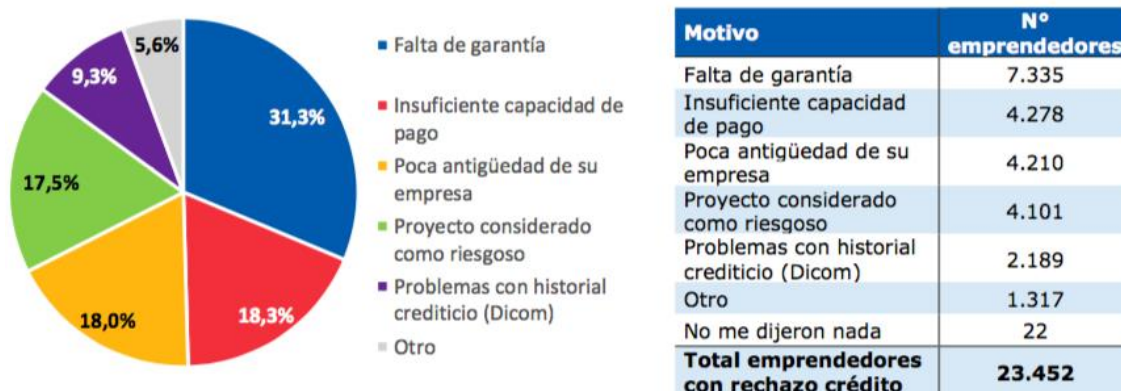 5,6%
9,3%
31,3%
17,5%
18,0%
18,3%
Falta de garantía
Insuficiente capacidad de
pago
Poca antigüedad de su
empresa
Proyecto considerado
como riesgoso
Problemas con historial
crediticio (Dicom)
Otro
Motivo
N°
emprendedores
Falta de garantía 7.335
Insuficiente capacidad
de pago 4.278
Poca antigüedad de su
empresa 4.210
Proyecto considerado
como riesgoso 4.101
Problemas con historial
crediticio (Dicom) 2.189
Otro 1.317
No me dijeron nada 22
Total emprendedores
con rechazo crédito 23.452